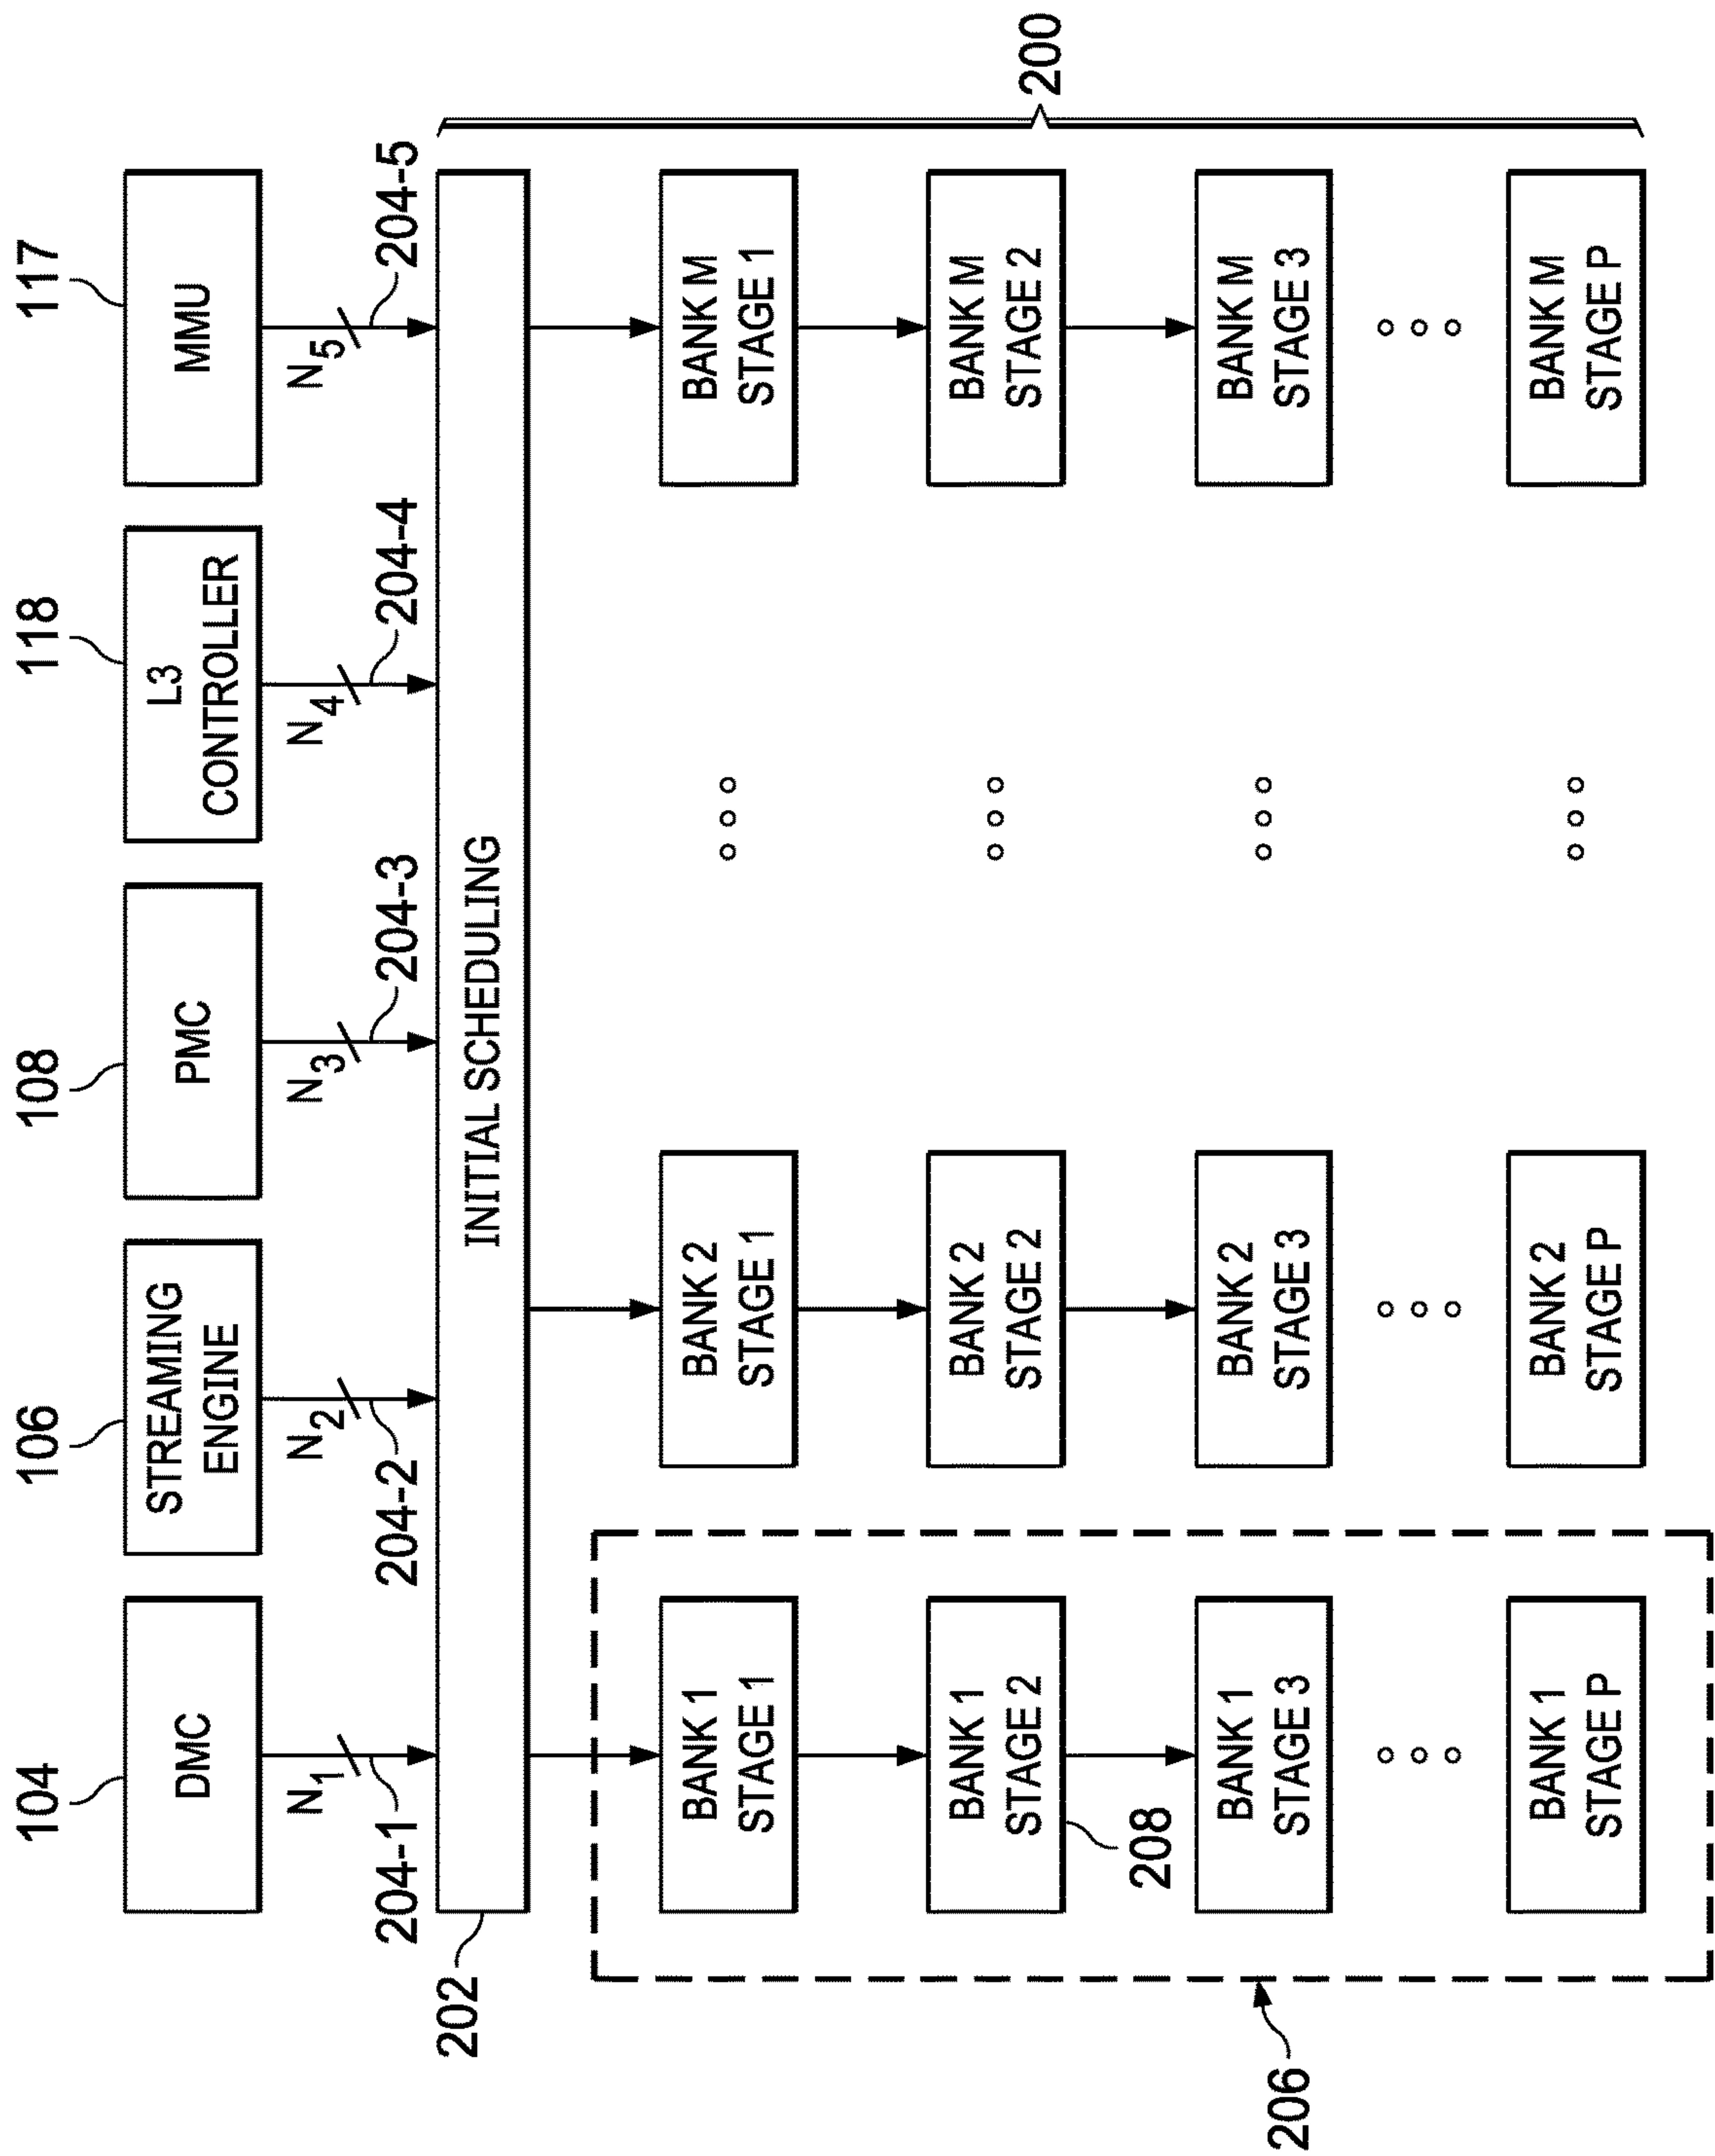 104
106
108
118
117
DMC
STREAMING
ENGINE
PMC
L3
CONTROLLER
MMU
N1
N2
N3
N4
N5
204-1
204-2
204-3
204-4
204-5
202
INITIAL SCHEDULING
200
BANK 1
STAGE 1
BANK 2
STAGE 1
BANK M
STAGE 1
BANK 1
STAGE 2
BANK 2
STAGE 2
BANK M
STAGE 2
208
BANK 1
STAGE 3
BANK 2
STAGE 3
BANK M
STAGE 3
206
BANK 1
STAGE P
BANK 2
STAGE P
BANK M
STAGE P